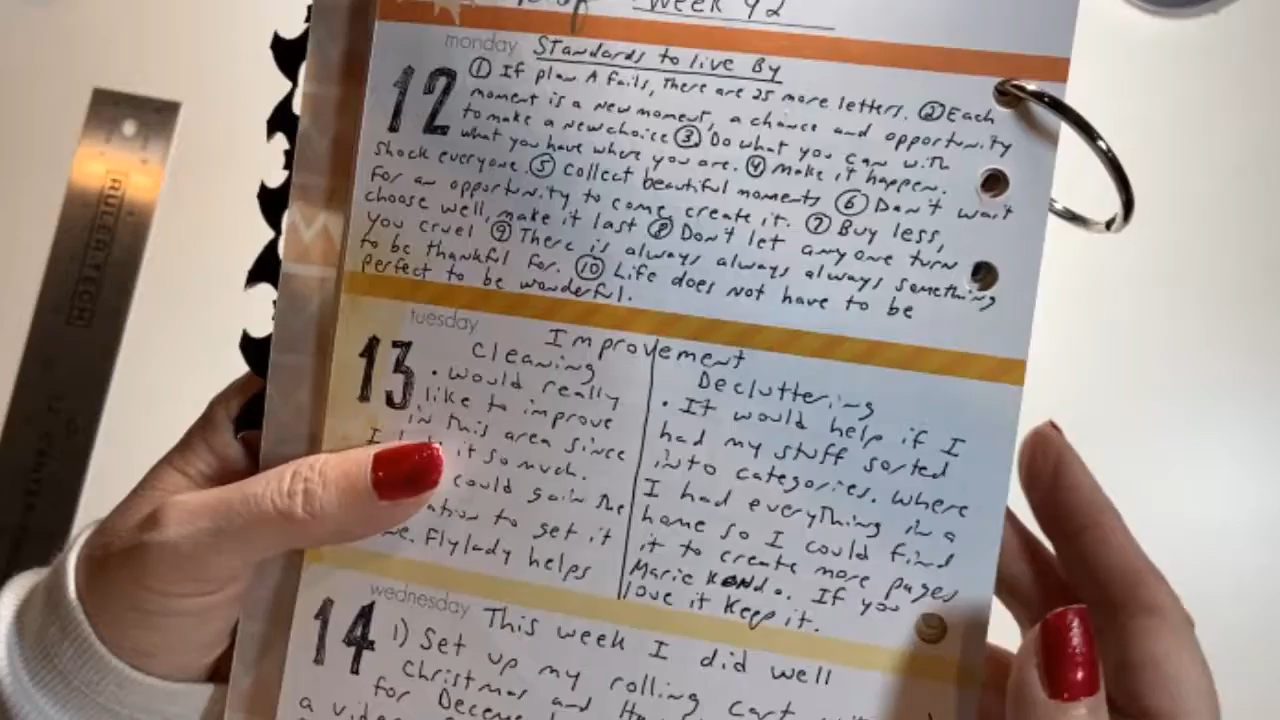 Week 42
monday Standards to live By
12 ① If plan A fails, there are 25 more letters. ② Each
moment is a new moment, a chance and opportunity
to make a new choice ③ Do what you can with
what you have where you are. ④ make it happen.
shock everyone. ⑤ Collect beautiful moments ⑥ Don't wait
for an opportunity to come, create it. ⑦ Buy less,
choose well, make it last ⑧ Don't let anyone turn
you cruel ⑨ There is always always always something
to be thankful for. ⑩ Life does not have to be
perfect to be wonderful.
tuesday
13 Improvement
Cleaning
• would really
like to improve
in this area since
I it so much.
could gain the
to get it
Flylady helps
Decluttering
• It would help if I
had my stuff sorted
into categories. Where
I had everything in a
home so I could find
it to create more pages
Marie Kondo. If you
love it Keep it.
wednesday
14 This week I did well
1) Set up my rolling cart
Christmas and
for
a
RULERTECH